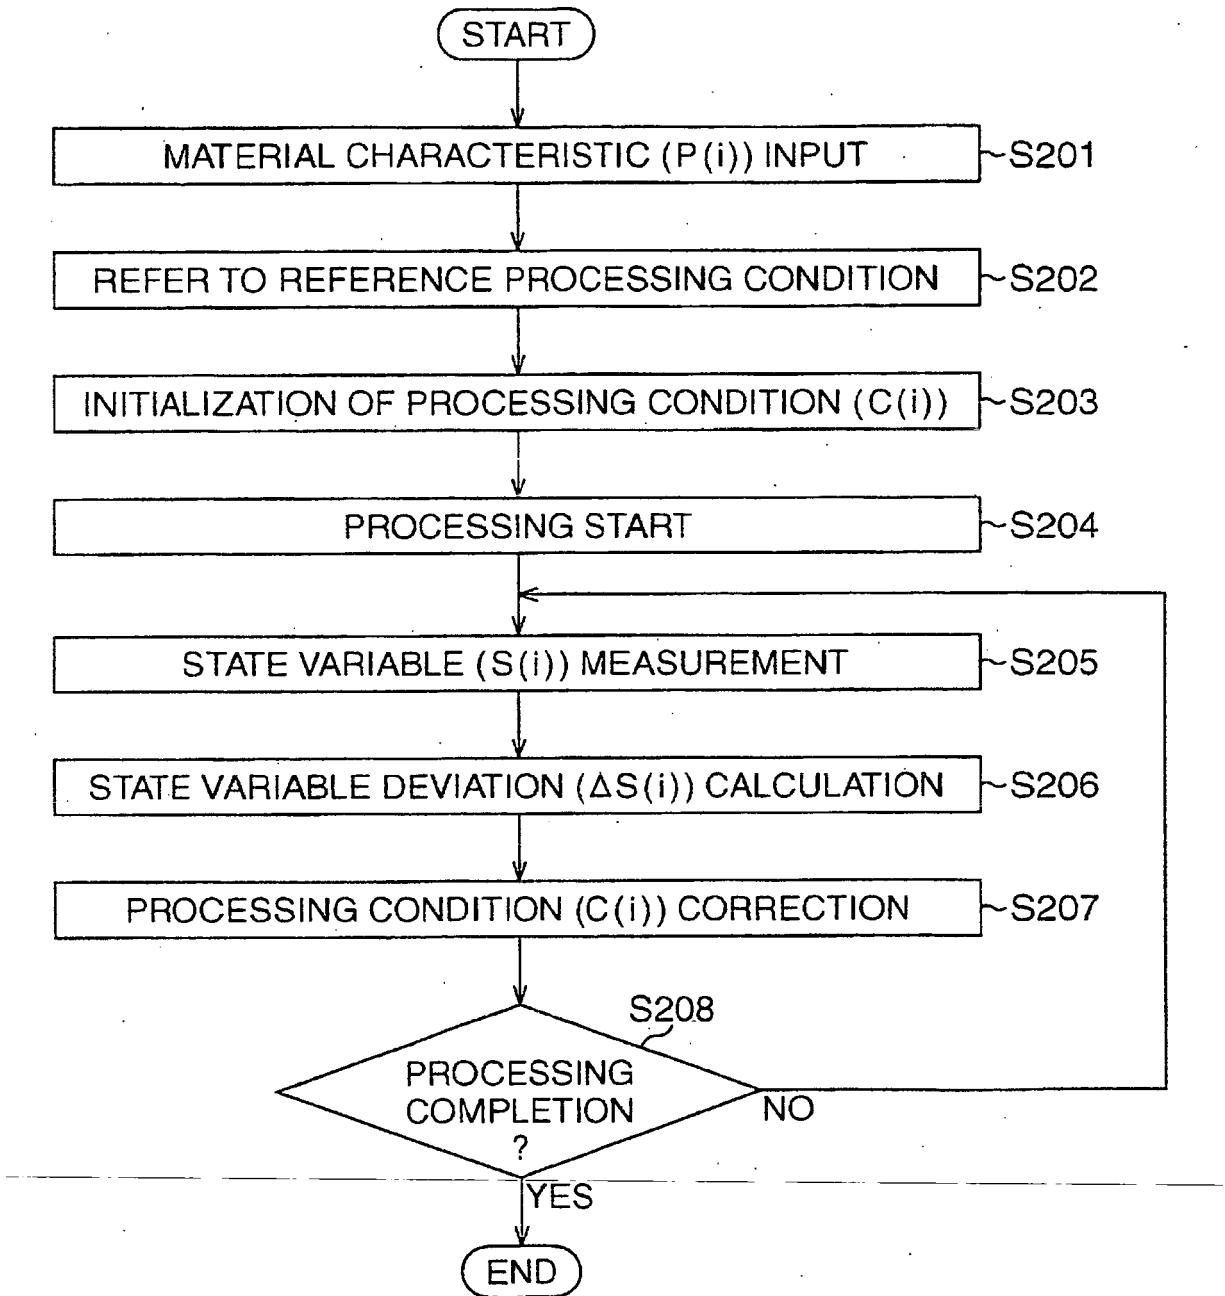 START
MATERIAL CHARACTERISTIC (P(i)) INPUT
S201
REFER TO REFERENCE PROCESSING CONDITION
S202
INITIALIZATION OF PROCESSING CONDITION (C(i))
S203
PROCESSING START
S204
STATE VARIABLE (S(i)) MEASUREMENT
S205
STATE VARIABLE DEVIATION (ΔS(i)) CALCULATION
S206
PROCESSING CONDITION (C(i)) CORRECTION
S207
S208
PROCESSING
COMPLETION
?
NO
YES
END